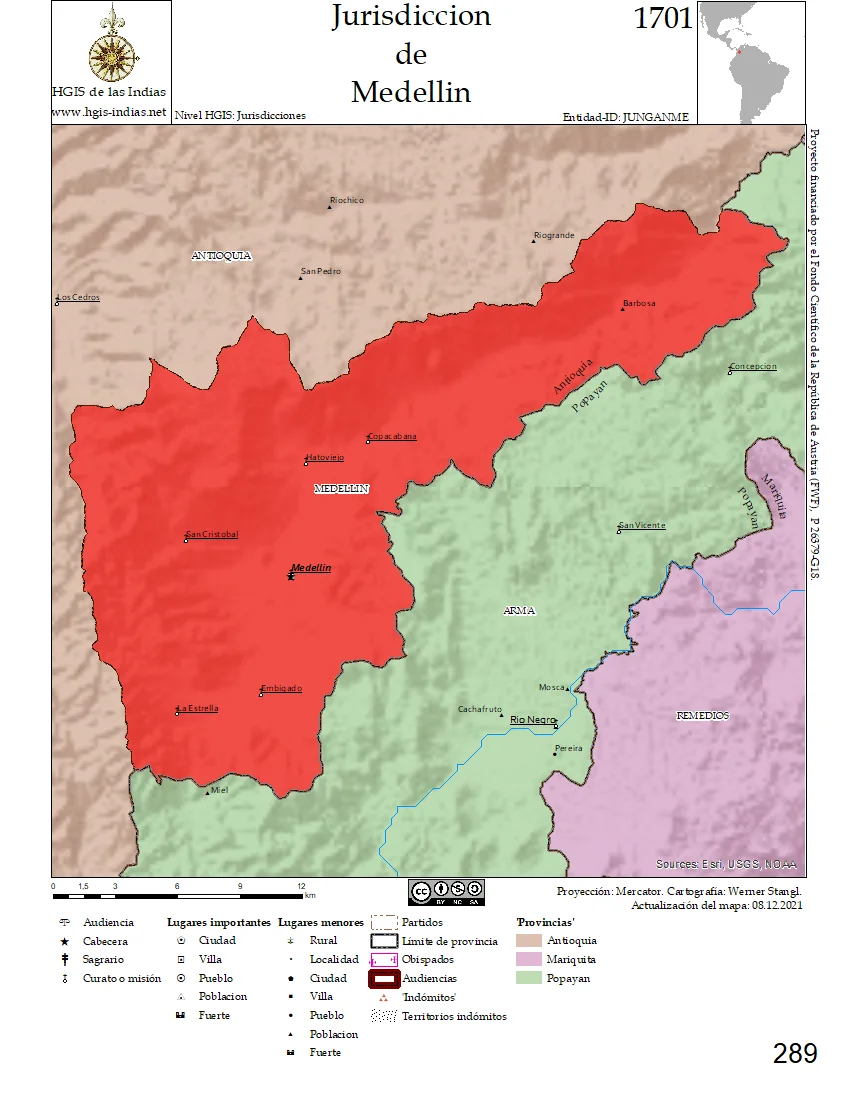 Jurisdiccion
de
Medellin
1701
HGIS de las Indias
www.hgis-indias.net
Nivel HGIS: Jurisdicciones
Entidad-ID: JUNGANME
Proyecto financiado por el Fondo Científico de la República de Austria (FWF), P 26379-G18.
Riochico
Riogrande
ANTIOQUIA
San Pedro
Los Cedros
Barbosa
Concepcion
Antioquia
Popayan
Copacabana
Hatoviejo
MEDELLIN
Mariquita
Popayan
San Vicente
San Cristobal
Medellin
ARMA
Embigado
Mosca
La Estrella
Cachafruto
Rio Negro
REMEDIOS
Pereira
Miel
Sources: Esri, USGS, NOAA
0 1,5 3 6 9 12
km
BY NC SA
Proyección: Mercator. Cartografía: Werner Stangl.
Actualización del mapa: 08.12.2021
Audiencia
Cabecera
Sagrario
Curato o misión
Lugares importantes
Ciudad
Villa
Pueblo
Poblacion
Fuerte
Lugares menores
Rural
Localidad
Ciudad
Villa
Pueblo
Poblacion
Fuerte
Partidos
Límite de provincia
Obispados
Audiencias
'Indómitos'
Territorios indómitos
'Provincias'
Antioquia
Mariquita
Popayan
289